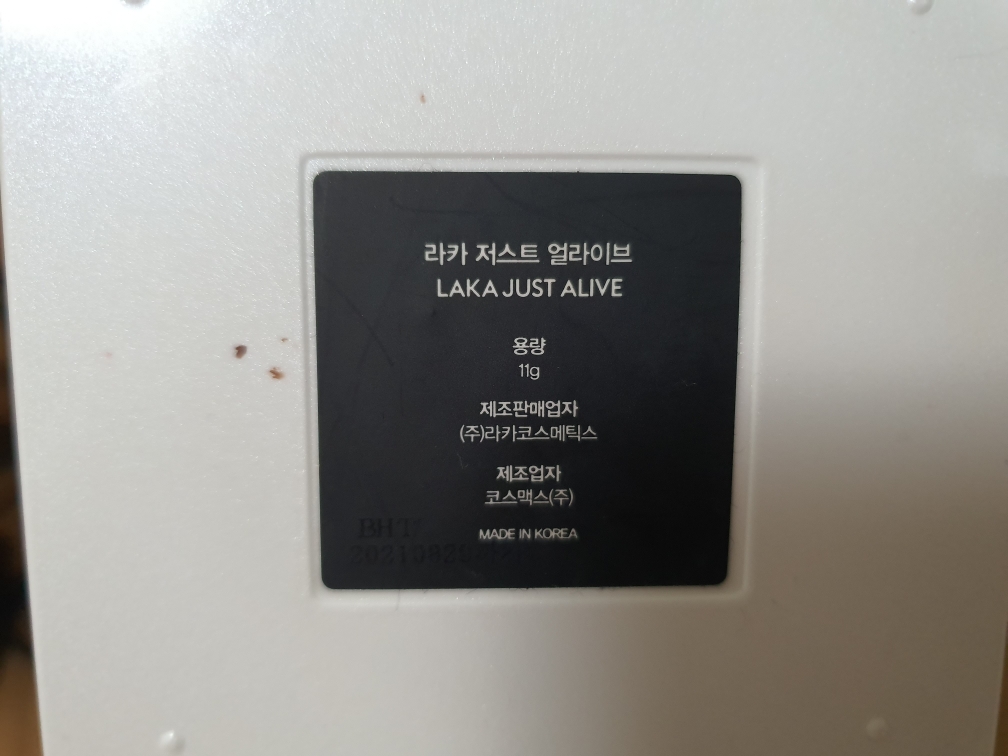 라카 저스트 얼라이브
LAKA JUST ALIVE
용량
11g
제조판매업자
(주)라카코스메틱스
제조업자
코스맥스(주)
MADE IN KOREA